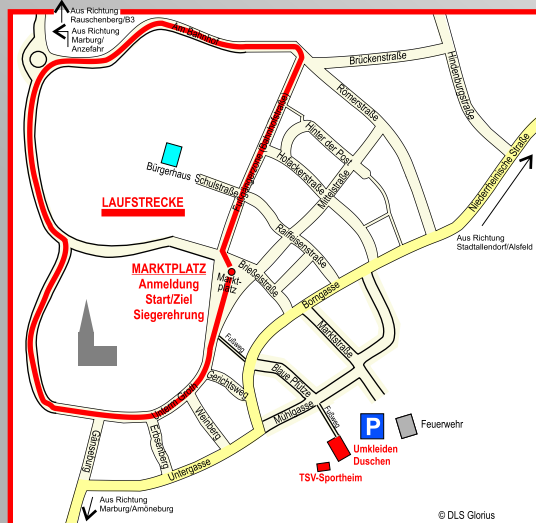 Aus Richtung
Rauschenberg/B3
Aus Richtung
Marburg/
Anzefahr
Am Bahnhof
Brückenstraße
Hindenburgstraße
Römerstraße
Niederrheinische Straße
Hinter der Post
Hofackerstraße
Mittelstraße
Bürgerhaus
Schulstraße
LAUFSTRECKE
Raiffeisenstraße
Aus Richtung
Stadtallendorf/Alsfeld
MARKTPLATZ
Anmeldung
Start/Ziel
Siegerehrung
Markt-
platz
Brießelstraße
Borngasse
Marktstraße
Fußweg
Blaue Pfütze
Gerichtsweg
Unterm Groth
Weinberg
Mühlgasse
Fußweg
Erbsenberg
Gänseburg
Untergasse
P
Feuerwehr
Umkleiden
Duschen
TSV-Sportheim
Aus Richtung
Marburg/Amöneburg
© DLS Glorius